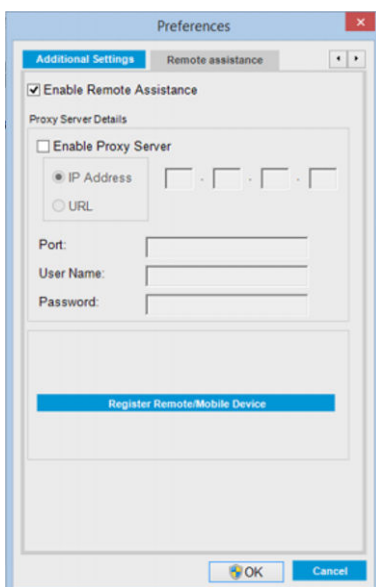 Preferences
Additional Settings
Remote assistance
Enable Remote Assistance
Proxy Server Details
Enable Proxy Server
IP Address
URL
Port:
User Name:
Password:
Register Remote/Mobile Device
OK
Cancel